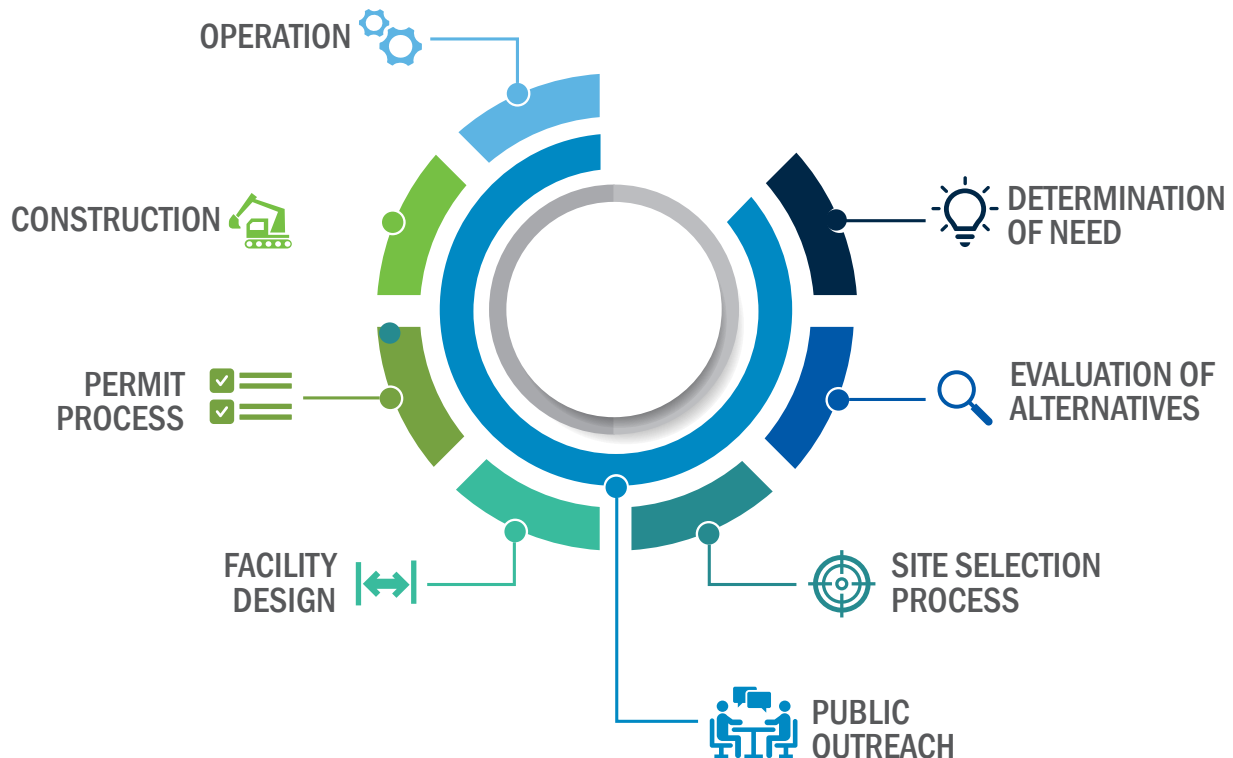 OPERATION
CONSTRUCTION
PERMIT
PROCESS
FACILITY
DESIGN
DETERMINATION
OF NEED
EVALUATION OF
ALTERNATIVES
SITE SELECTION
PROCESS
PUBLIC
OUTREACH